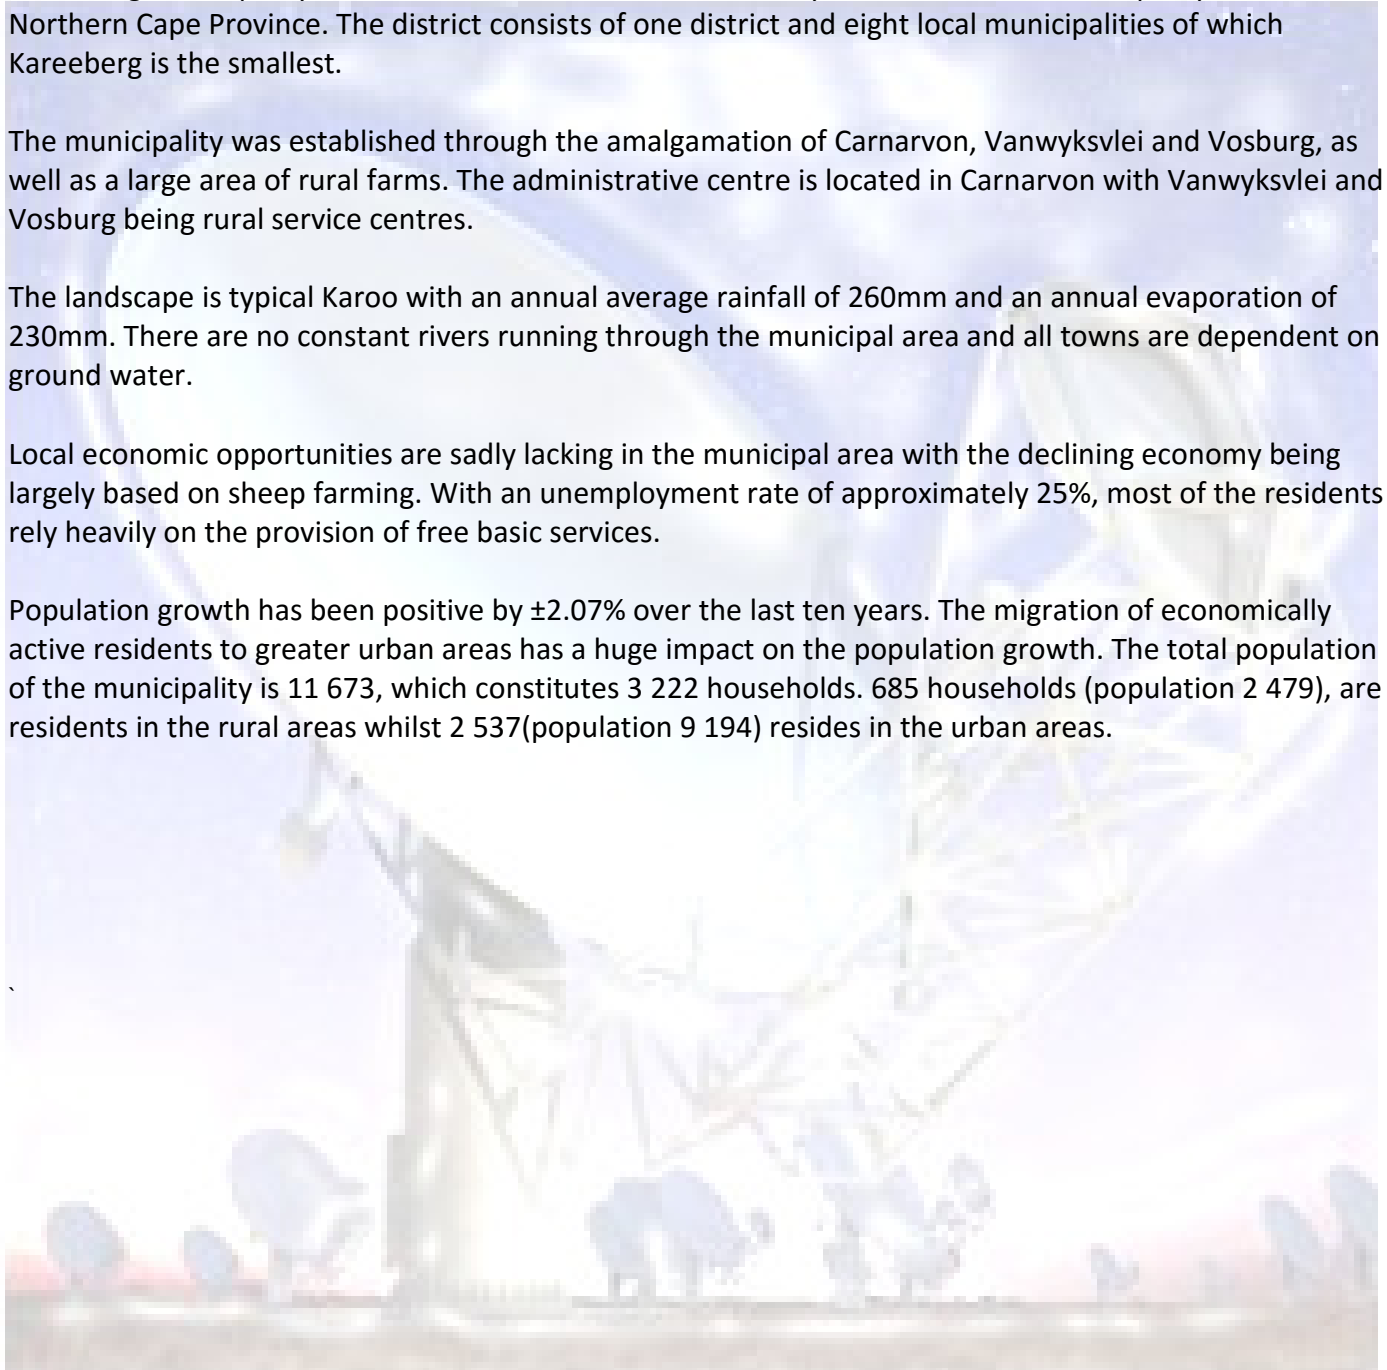 Northern Cape Province. The district consists of one district and eight local municipalities of which
Kareeberg is the smallest.
The municipality was established through the amalgamation of Carnarvon, Vanwyksvlei and Vosburg, as
well as a large area of rural farms. The administrative centre is located in Carnarvon with Vanwyksvlei and
Vosburg being rural service centres.
The landscape is typical Karoo with an annual average rainfall of 260mm and an annual evaporation of
230mm. There are no constant rivers running through the municipal area and all towns are dependent on
ground water.
Local economic opportunities are sadly lacking in the municipal area with the declining economy being
largely based on sheep farming. With an unemployment rate of approximately 25%, most of the residents
rely heavily on the provision of free basic services.
Population growth has been positive by ±2.07% over the last ten years. The migration of economically
active residents to greater urban areas has a huge impact on the population growth. The total population
of the municipality is 11 673, which constitutes 3 222 households. 685 households (population 2 479), are
residents in the rural areas whilst 2 537(population 9 194) resides in the urban areas.
`